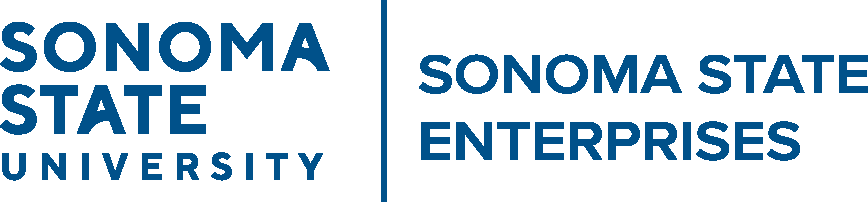 SONOMA
STATE
UNIVERSITY
SONOMA STATE
ENTERPRISES